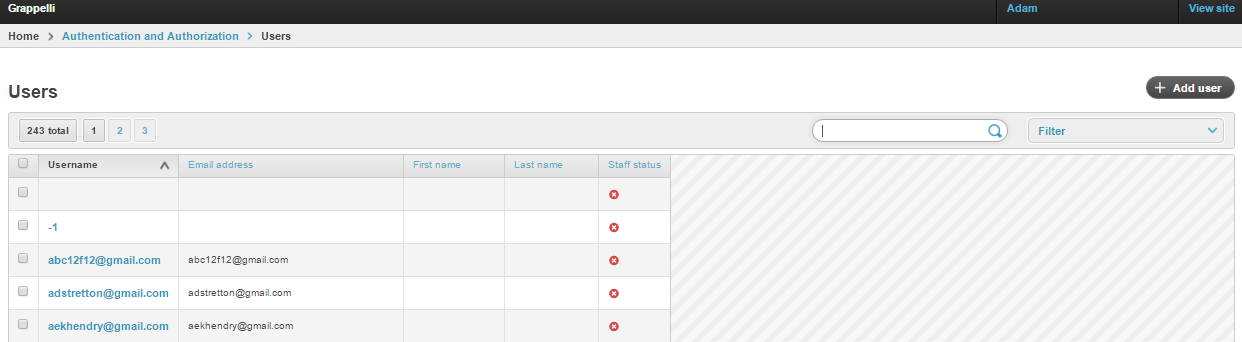 Grappelli Adam View site
Home > Authentication and Authorization > Users
Users
+ Add user
243 total 1 2 3 Filter
Username Email address First name Last name Staff status
-1
abc12f12@gmail.com abc12f12@gmail.com
adstretton@gmail.com adstretton@gmail.com
aekhendry@gmail.com aekhendry@gmail.com